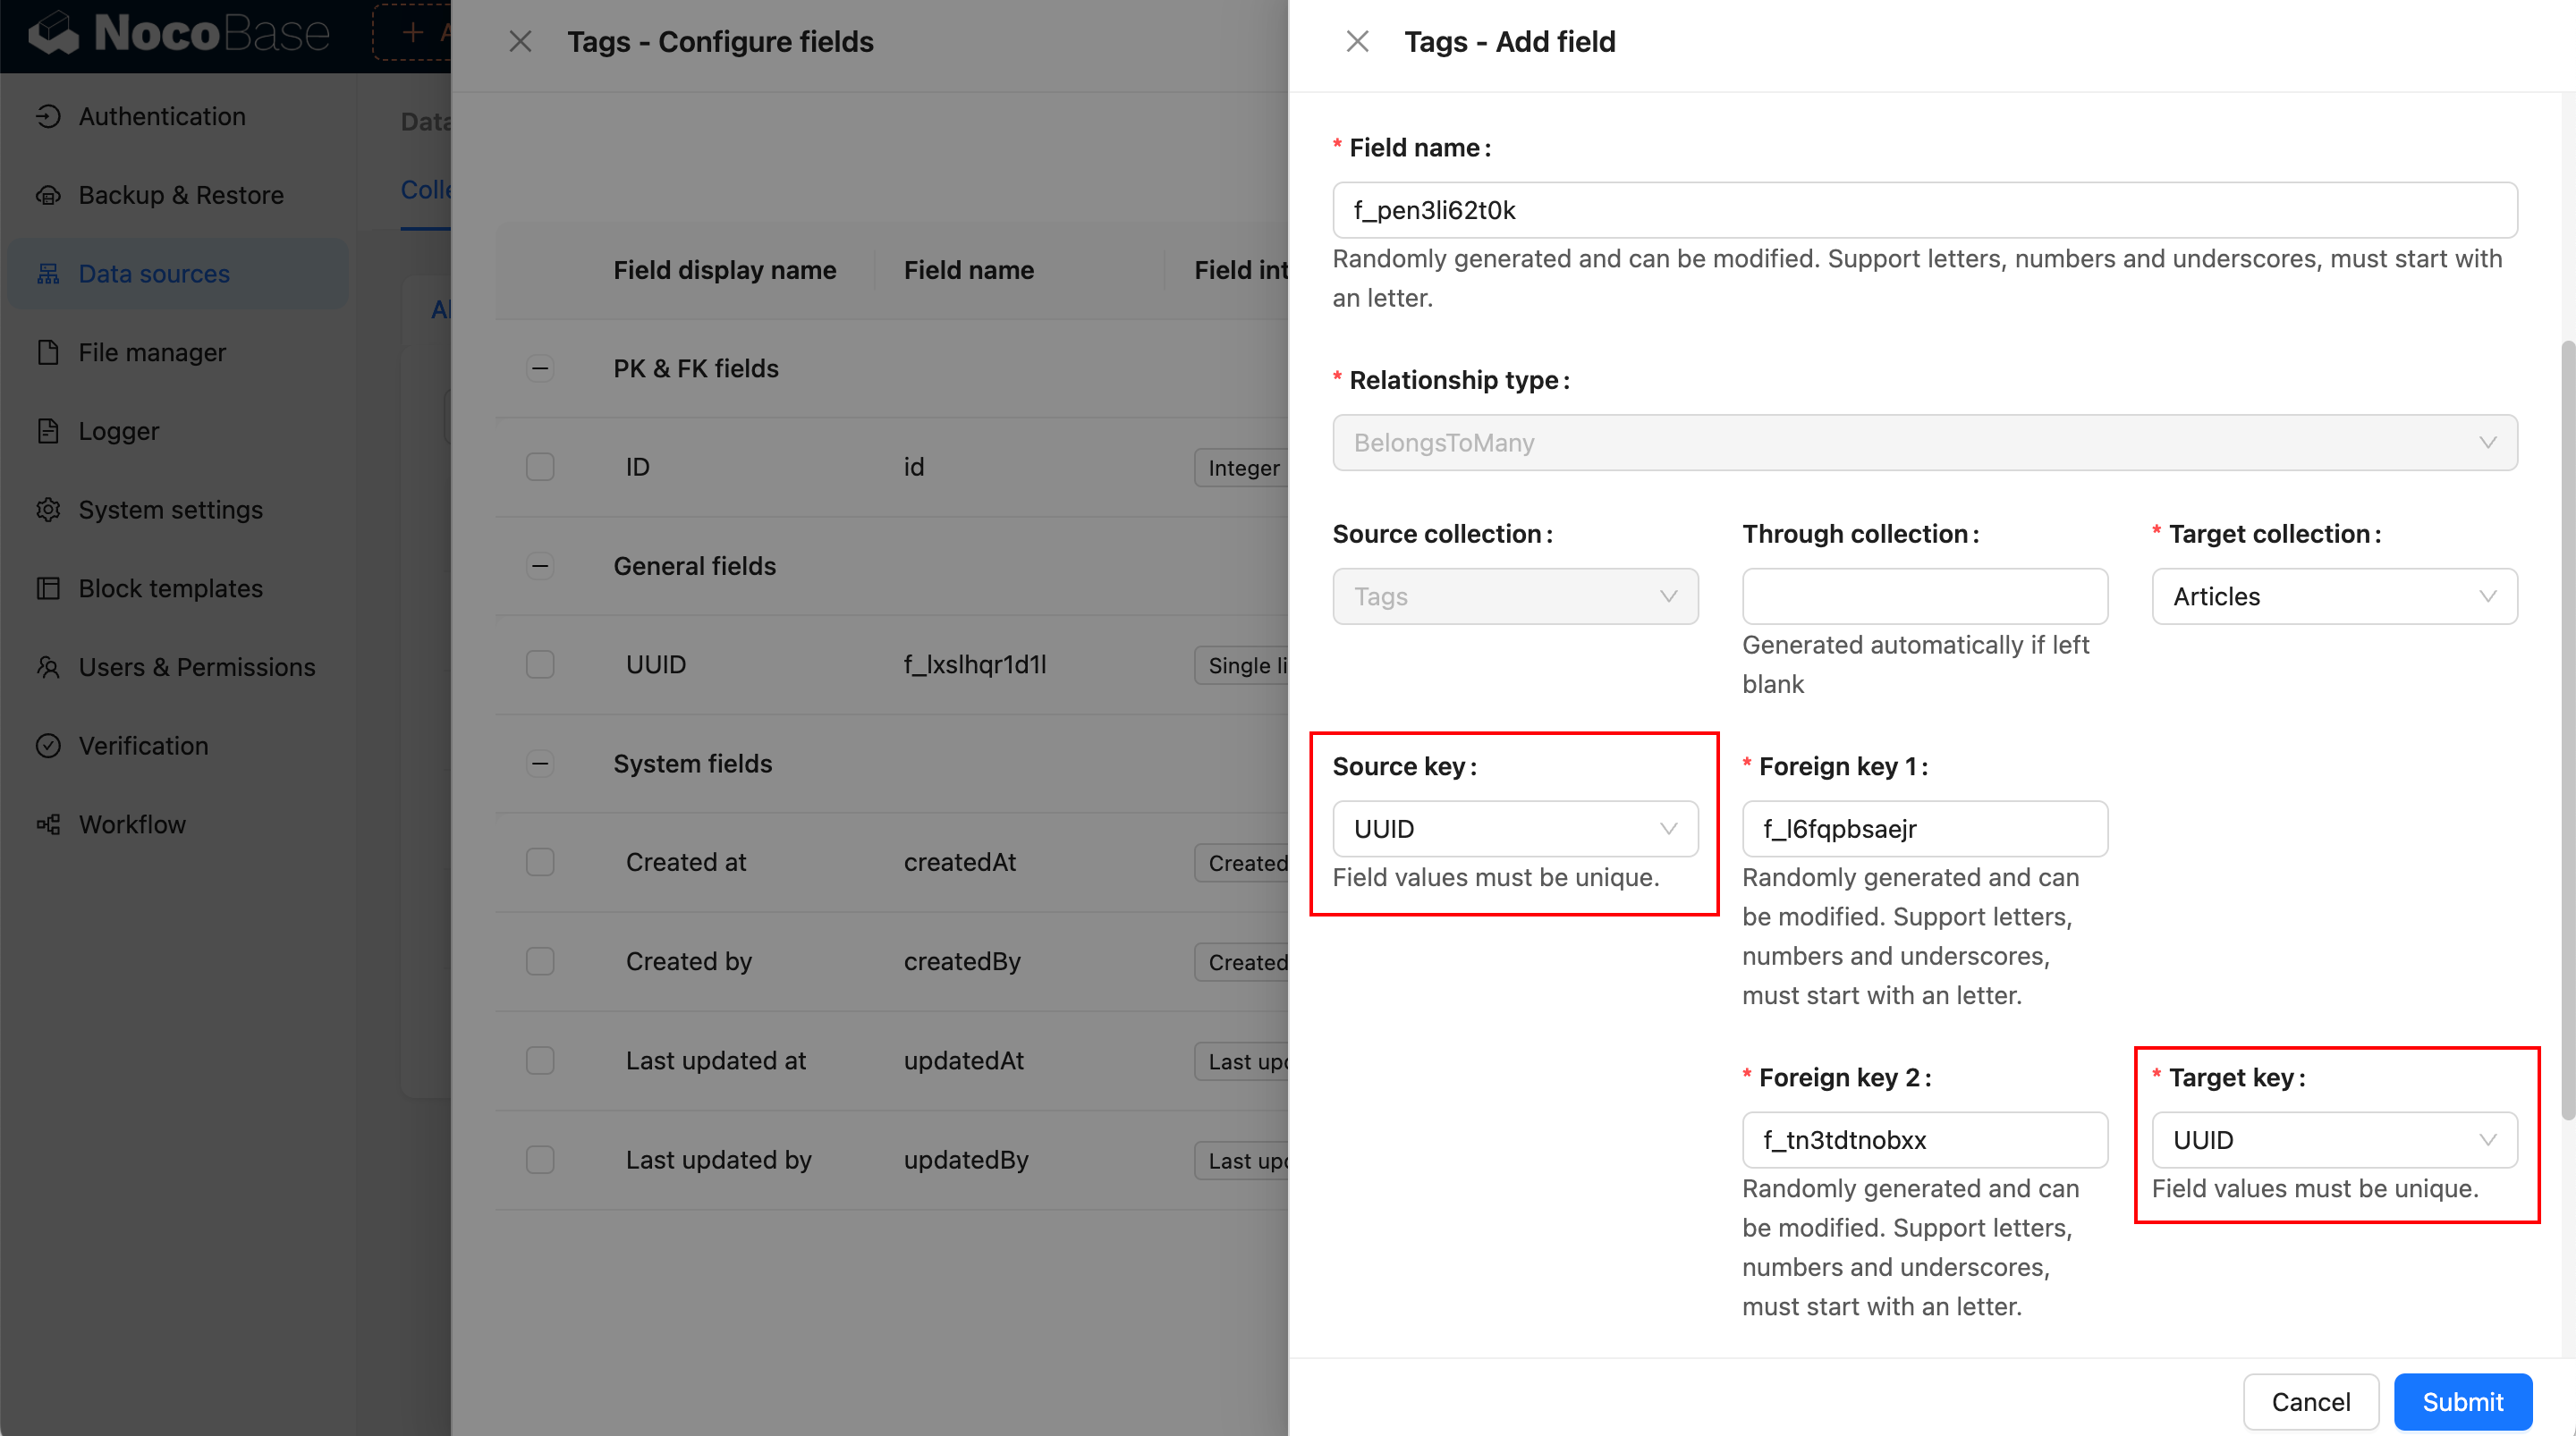 NocoBase
Authentication
Backup & Restore
Data sources
File manager
Logger
System settings
Block templates
Users & Permissions
Verification
Workflow
Tags - Configure fields
Field display name
Field name
PK & FK fields
ID
id
Integer
General fields
UUID
f_lxslhqr1d1l
Single
System fields
Created at
createdAt
Created
Created by
createdBy
Created
Last updated at
updatedAt
Last
Last updated by
updatedBy
Last
Tags - Add field
* Field name:
f_pen3li62t0k
Randomly generated and can be modified. Support letters, numbers and underscores, must start with
an letter.
* Relationship type:
BelongsToMany
Source collection:
Tags
Through collection:
Generated automatically if left
blank
* Target collection:
Articles
Source key:
UUID
Field values must be unique.
* Foreign key 1:
f_l6fqpbsaejr
Randomly generated and can
be modified. Support letters,
numbers and underscores,
must start with an letter.
* Foreign key 2:
f_tn3tdtnobxx
Randomly generated and can
be modified. Support letters,
numbers and underscores,
must start with an letter.
* Target key:
UUID
Field values must be unique.
Cancel
Submit